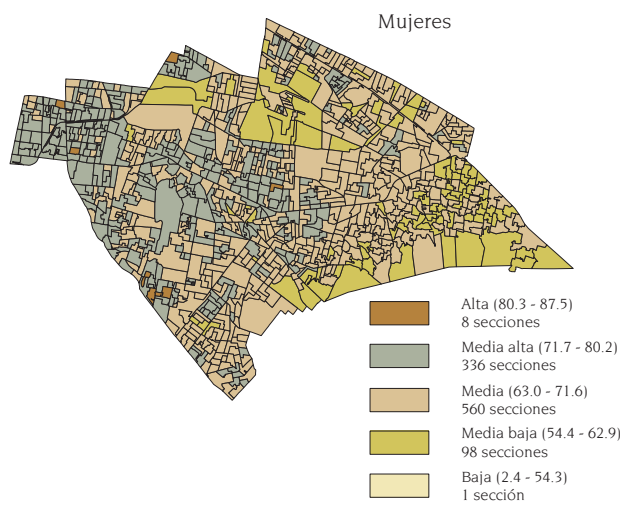 Mujeres
Alta (80.3 - 87.5)
8 secciones
Media alta (71.7 - 80.2)
336 secciones
Media (63.0 - 71.6)
560 secciones
Media baja (54.4 - 62.9)
98 secciones
Baja (2.4 - 54.3)
1 sección